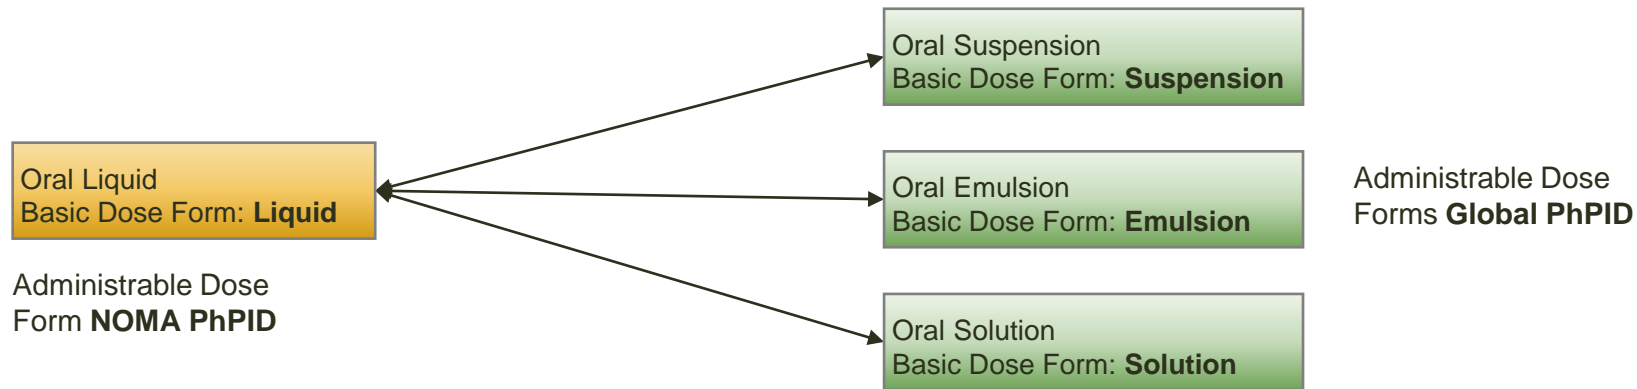 Oral Suspension
Basic Dose Form: Suspension
Oral Liquid
Basic Dose Form: Liquid
Oral Emulsion
Basic Dose Form: Emulsion
Administrable Dose
Forms Global PhPID
Administrable Dose
Form NOMA PhPID
Oral Solution
Basic Dose Form: Solution